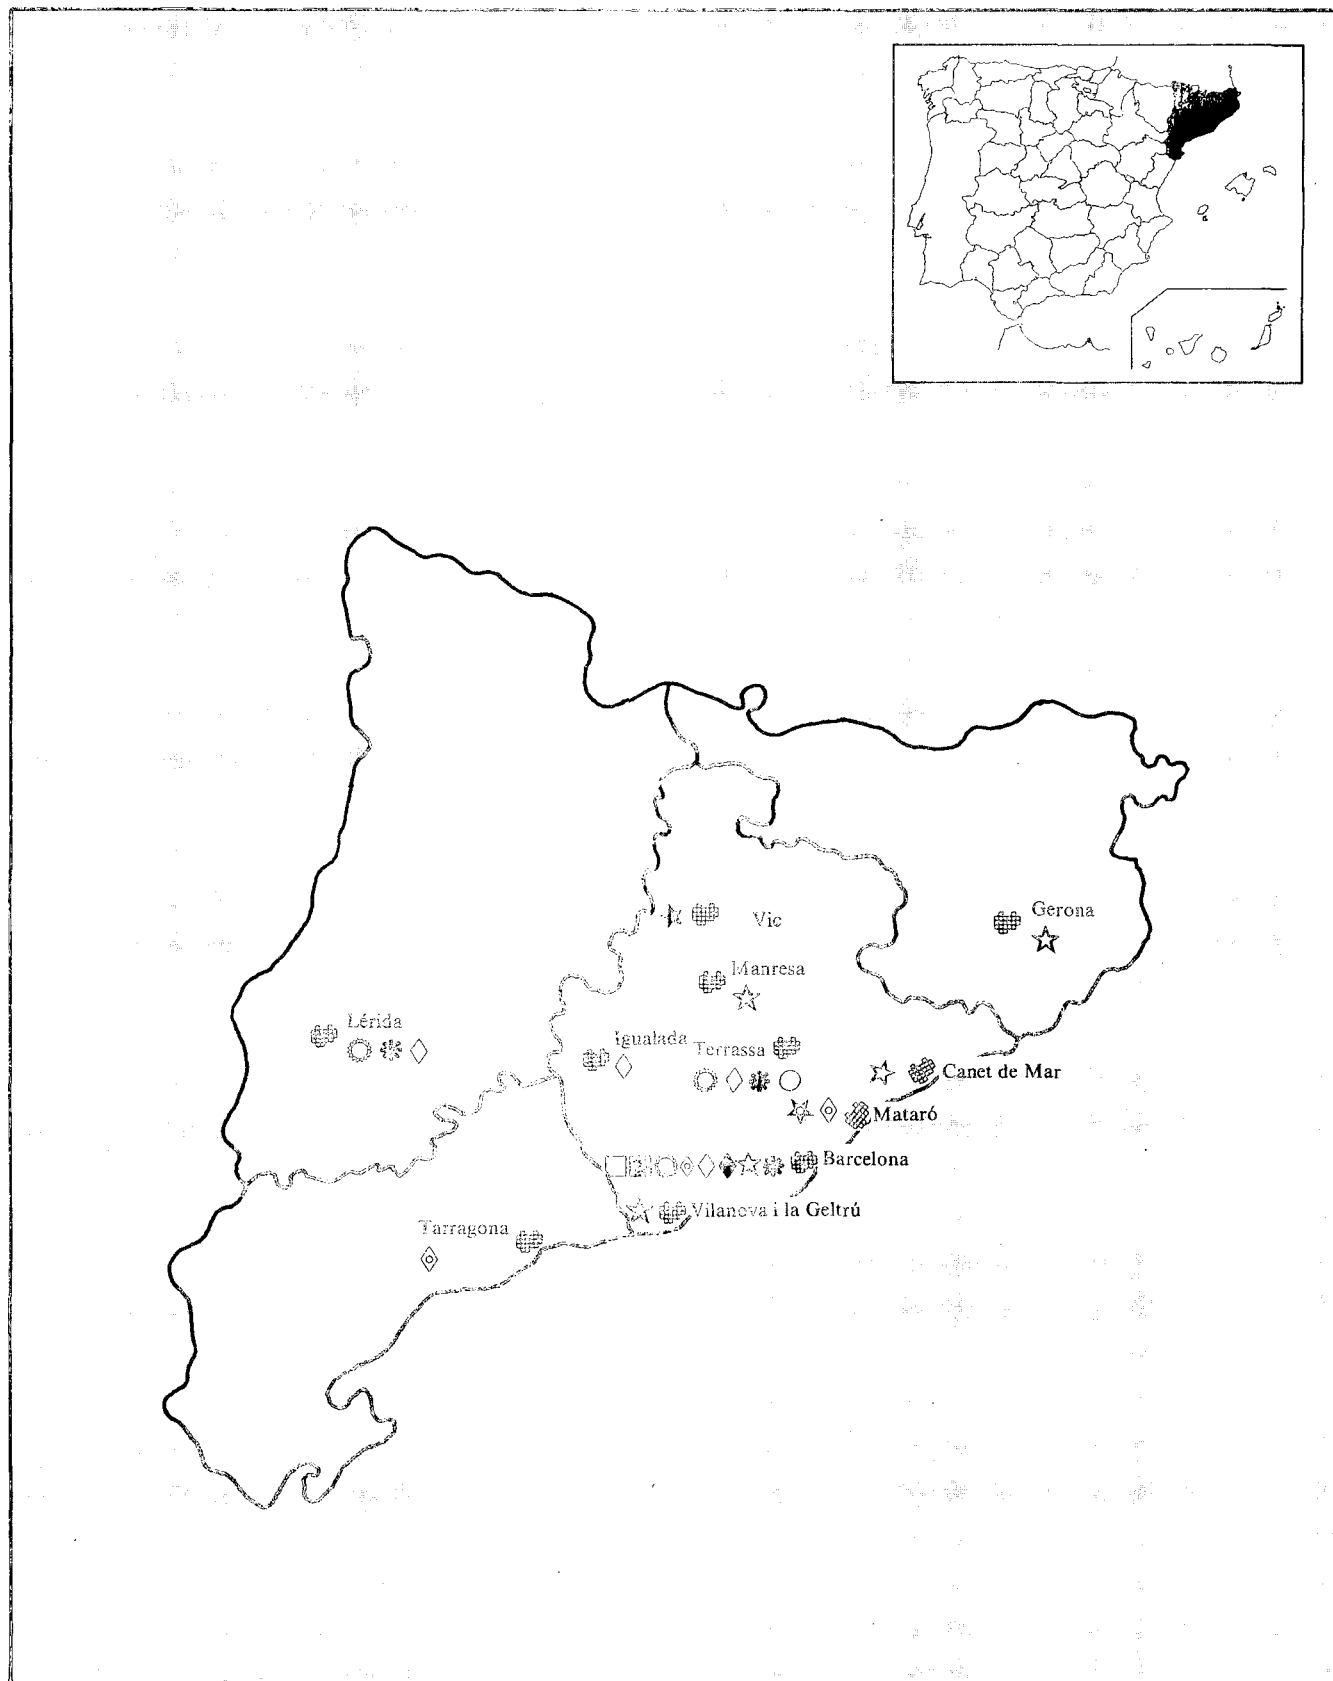 Gerona
Vic
Manresa
Lérida
Igualada
Terrassa
Canet de Mar
Mataró
Barcelona
Vilanova i la Geltrú
Tarragona